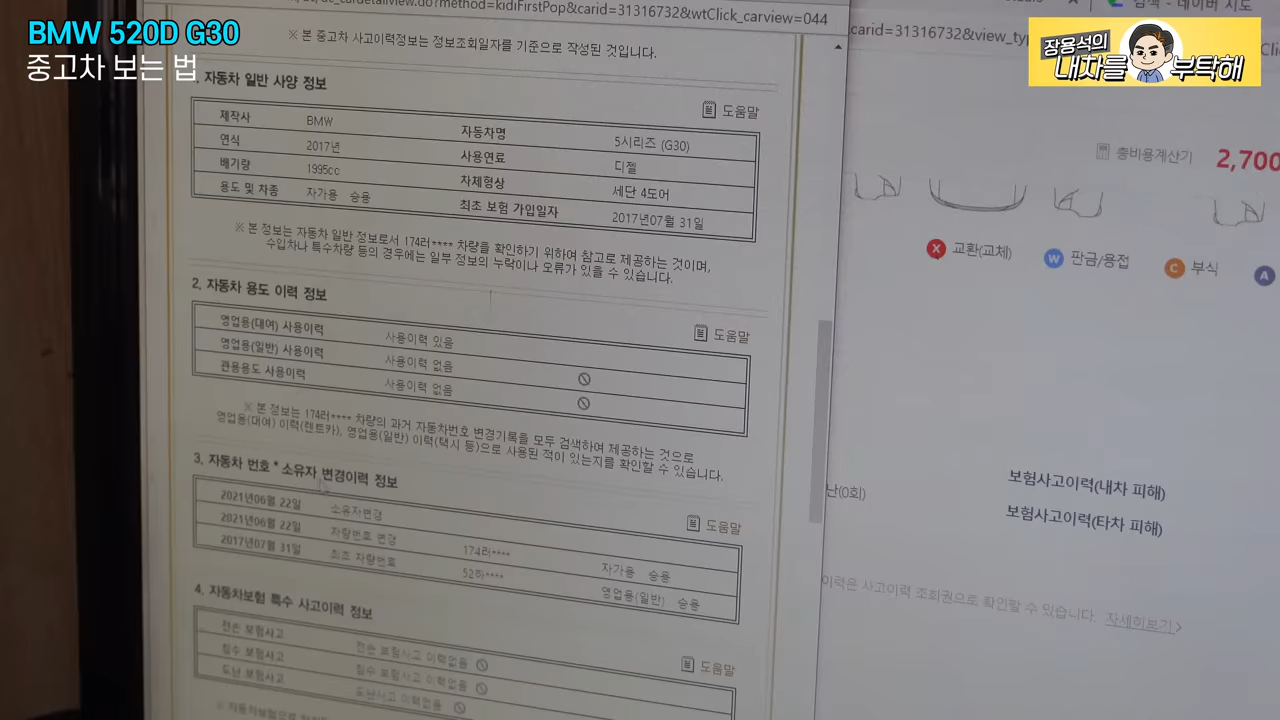 BMW 520D G30
중고차 보는 법
장용석의
내차를 부탁해
method=kidiFirstPop&carid=31316732&wtClick_carview=044
carid=31316732&view_ty
※ 본 중고차 사고이력정보는 정보조회일자를 기준으로 작성된 것입니다.
. 자동차 일반 사양 정보
도움말
제작사 BMW 자동차명 5시리즈 (G30)
연식 2017년 사용연료 디젤
배기량 1995cc 차체형상 세단 4도어
용도 및 차종 자가용 승용 최초 보험 가입일자 2017년07월 31일
※ 본 정보는 자동차 일반 정보로서 174러**** 차량을 확인하기 위하여 참고로 제공하는 것이며,
수입차나 특수차량 등의 경우에는 일부 정보의 누락이나 오류가 있을 수 있습니다.
2. 자동차 용도 이력 정보
도움말
영업용(대여) 사용이력 사용이력 있음
영업용(일반) 사용이력 사용이력 없음
관용용도 사용이력 사용이력 없음
※ 본 정보는 174러**** 차량의 과거 자동차번호 변경기록을 모두 검색하여 제공하는 것으로
영업용(대여) 이력(렌트카), 영업용(일반) 이력(택시 등)으로 사용된 적이 있는지를 확인할 수 있습니다.
3. 자동차 번호 * 소유자 변경이력 정보
도움말
2021년06월 22일 소유자변경
2021년06월 22일 차량번호 변경 174러**** 자가용 승용
2017년07월 31일 최초 차량번호 52하**** 영업용(일반) 승용
4. 자동차보험 특수 사고이력 정보
도움말
전손 보험사고 전손 보험사고 이력없음
침수 보험사고 침수 보험사고 이력없음
도난 보험사고 도난사고 이력없음
총비용계산기 2,700
X 교환(교체) W 판금/용접 C 부식 A
난(0회)
보험사고이력(내차 피해)
보험사고이력(타차 피해)
이력은 사고이력 조회권으로 확인할 수 있습니다. 자세히보기>